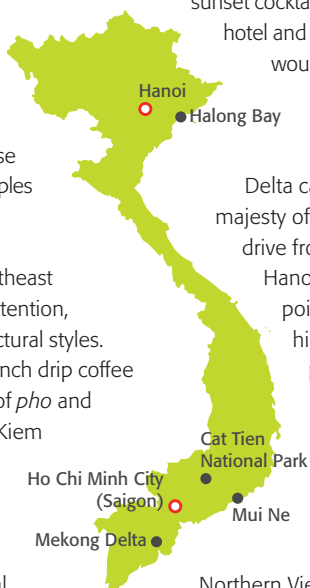 sunset cockta
hotel and
wou
Hanoi
Halong Bay
se
ples
Delta ca
majesty of
drive fro
Hano
poi
hi
theast
tention,
ctural styles.
nch drip coffee
of pho and
Kiem
Cat Tien
National Park
Ho Chi Minh City
(Saigon)
Mui Ne
Mekong Delta
Northern Vie